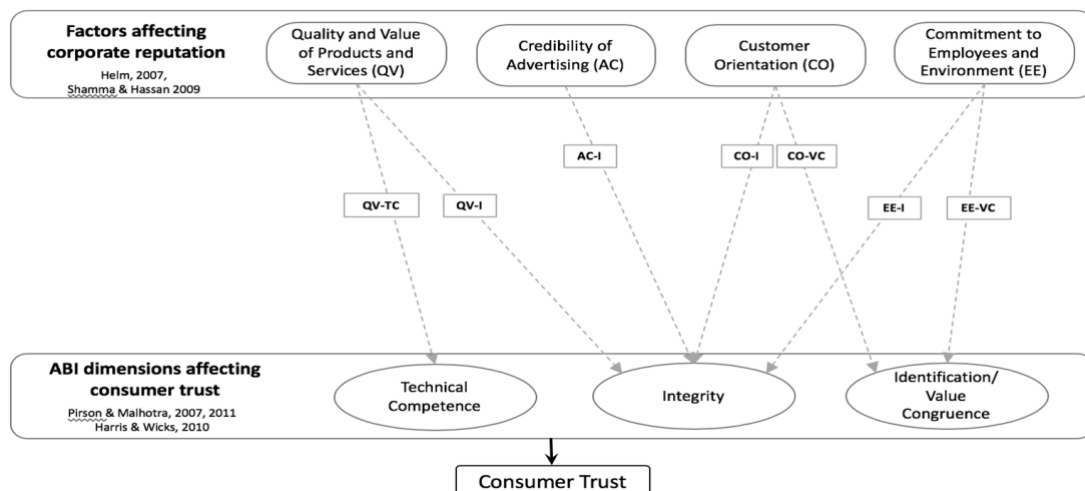 Factors affecting
corporate reputation
Helm, 2007,
Shamma & Hassan 2009
Quality and Value
of Products and
Services (QV)
Credibility of
Advertising (AC)
Customer
Orientation (CO)
Commitment to
Employees and
Environment (EE)
AC-I
CO-I
CO-VC
QV-TC
QV-I
EE-I
EE-VC
ABI dimensions affecting
consumer trust
Pirson & Malhotra, 2007, 2011
Harris & Wicks, 2010
Technical
Competence
Integrity
Identification/
Value
Congruence
Consumer Trust